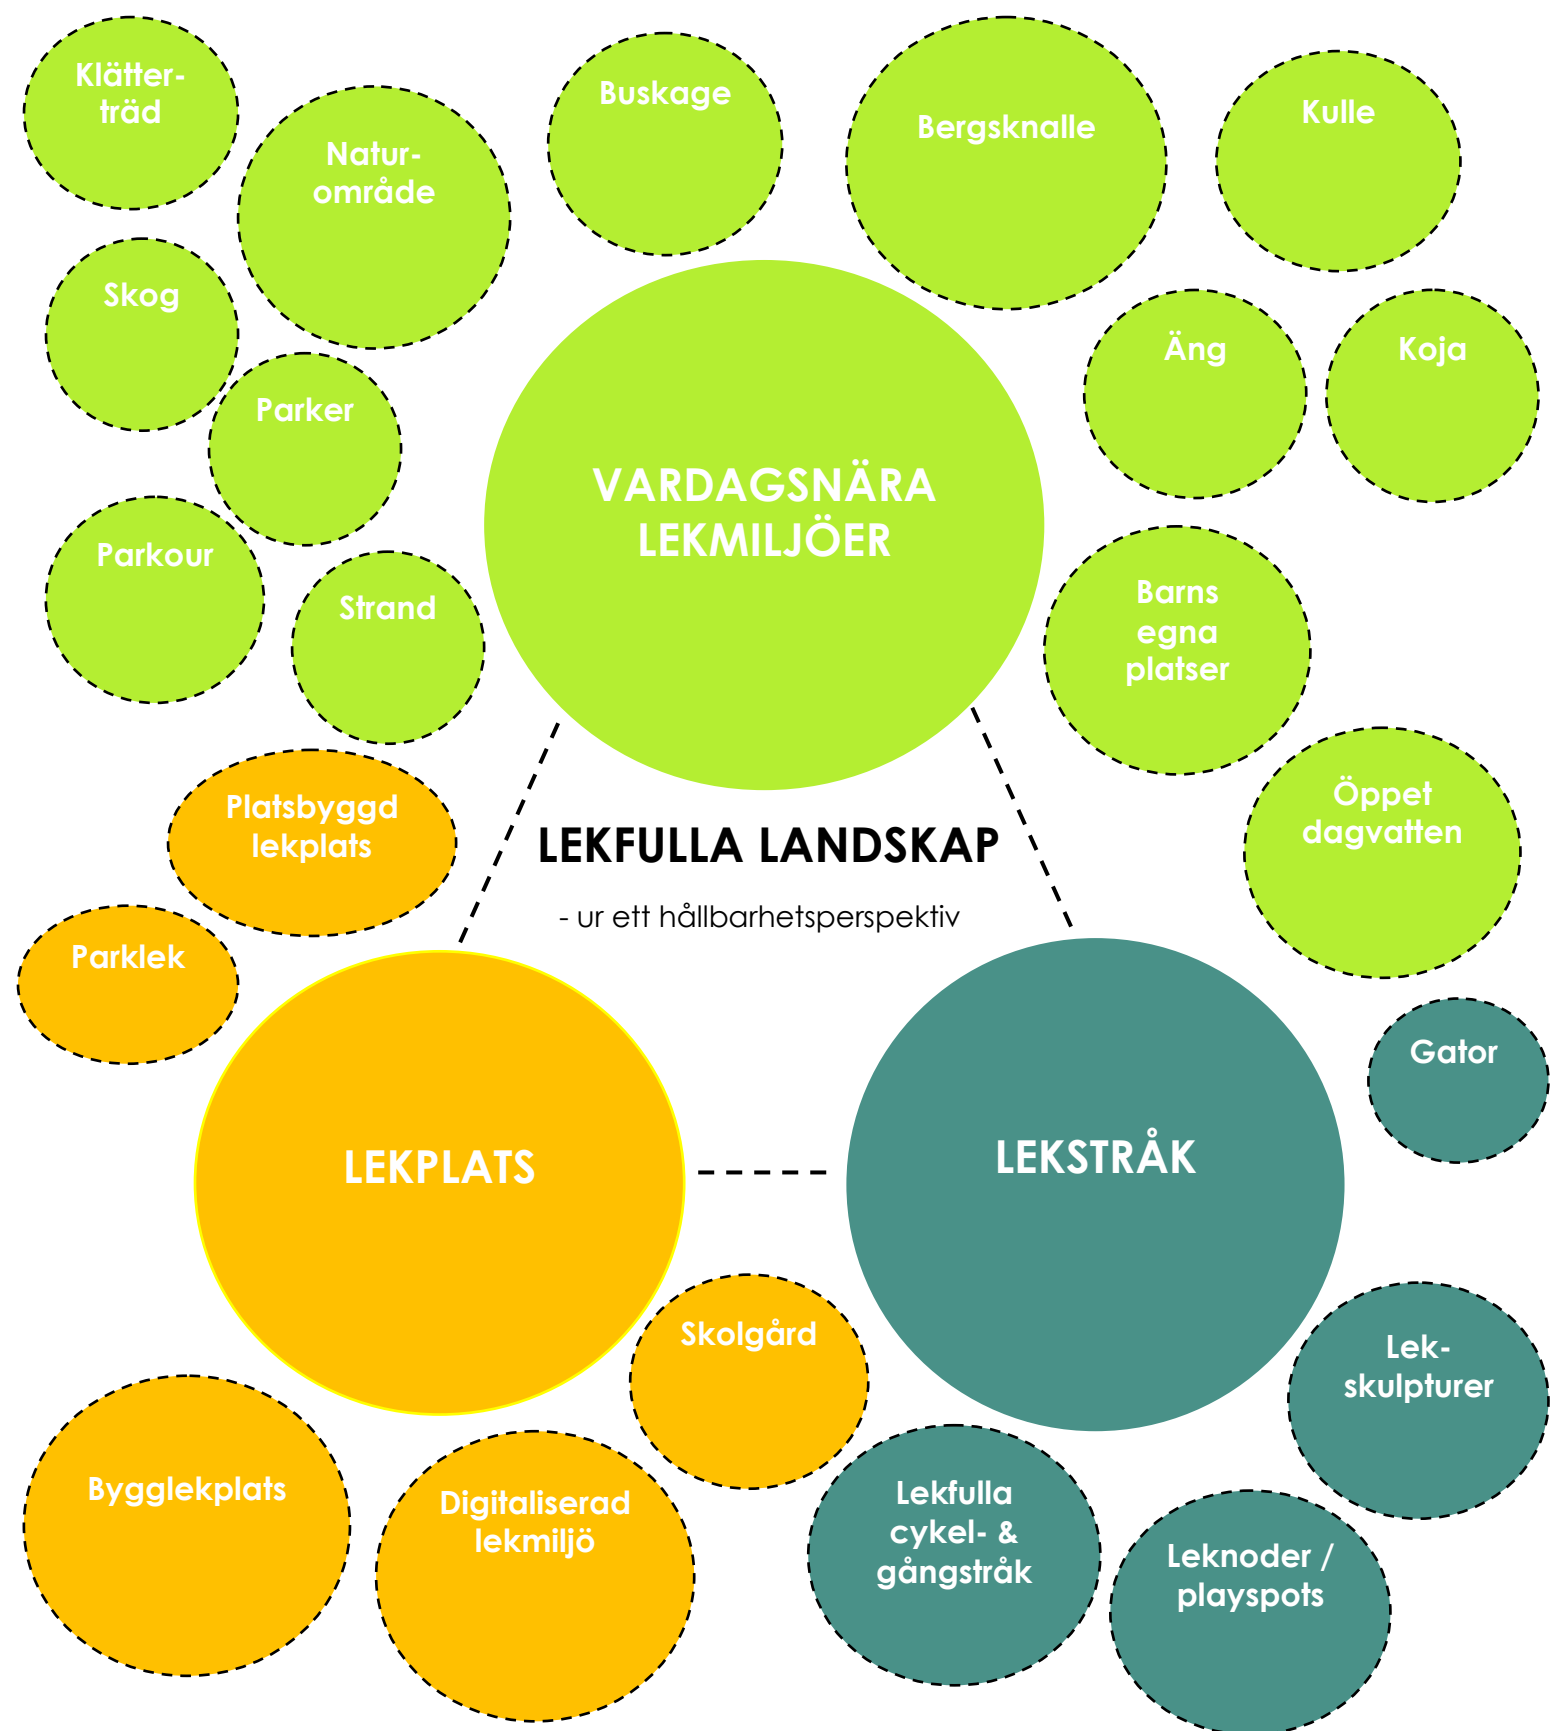 Klätter-
träd
Buskage
Bergsknalle
Kulle
Natur-
område
Skog
Äng
Koja
Parker
VARDAGSNÄRA
LEKMILJÖER
Parkour
Strand
Barns
egna
platser
Platsbyggd
lekplats
LEKFULLA LANDSKAP
- ur ett hållbarhetsperspektiv
Öppet
dagvatten
Parklek
Gator
LEKPLATS
LEKSTRÅK
Skolgård
Lek-
skulpturer
Bygglekplats
Digitaliserad
lekmiljö
Lekfulla
cykel- &
gångstråk
Leknoder /
playspots